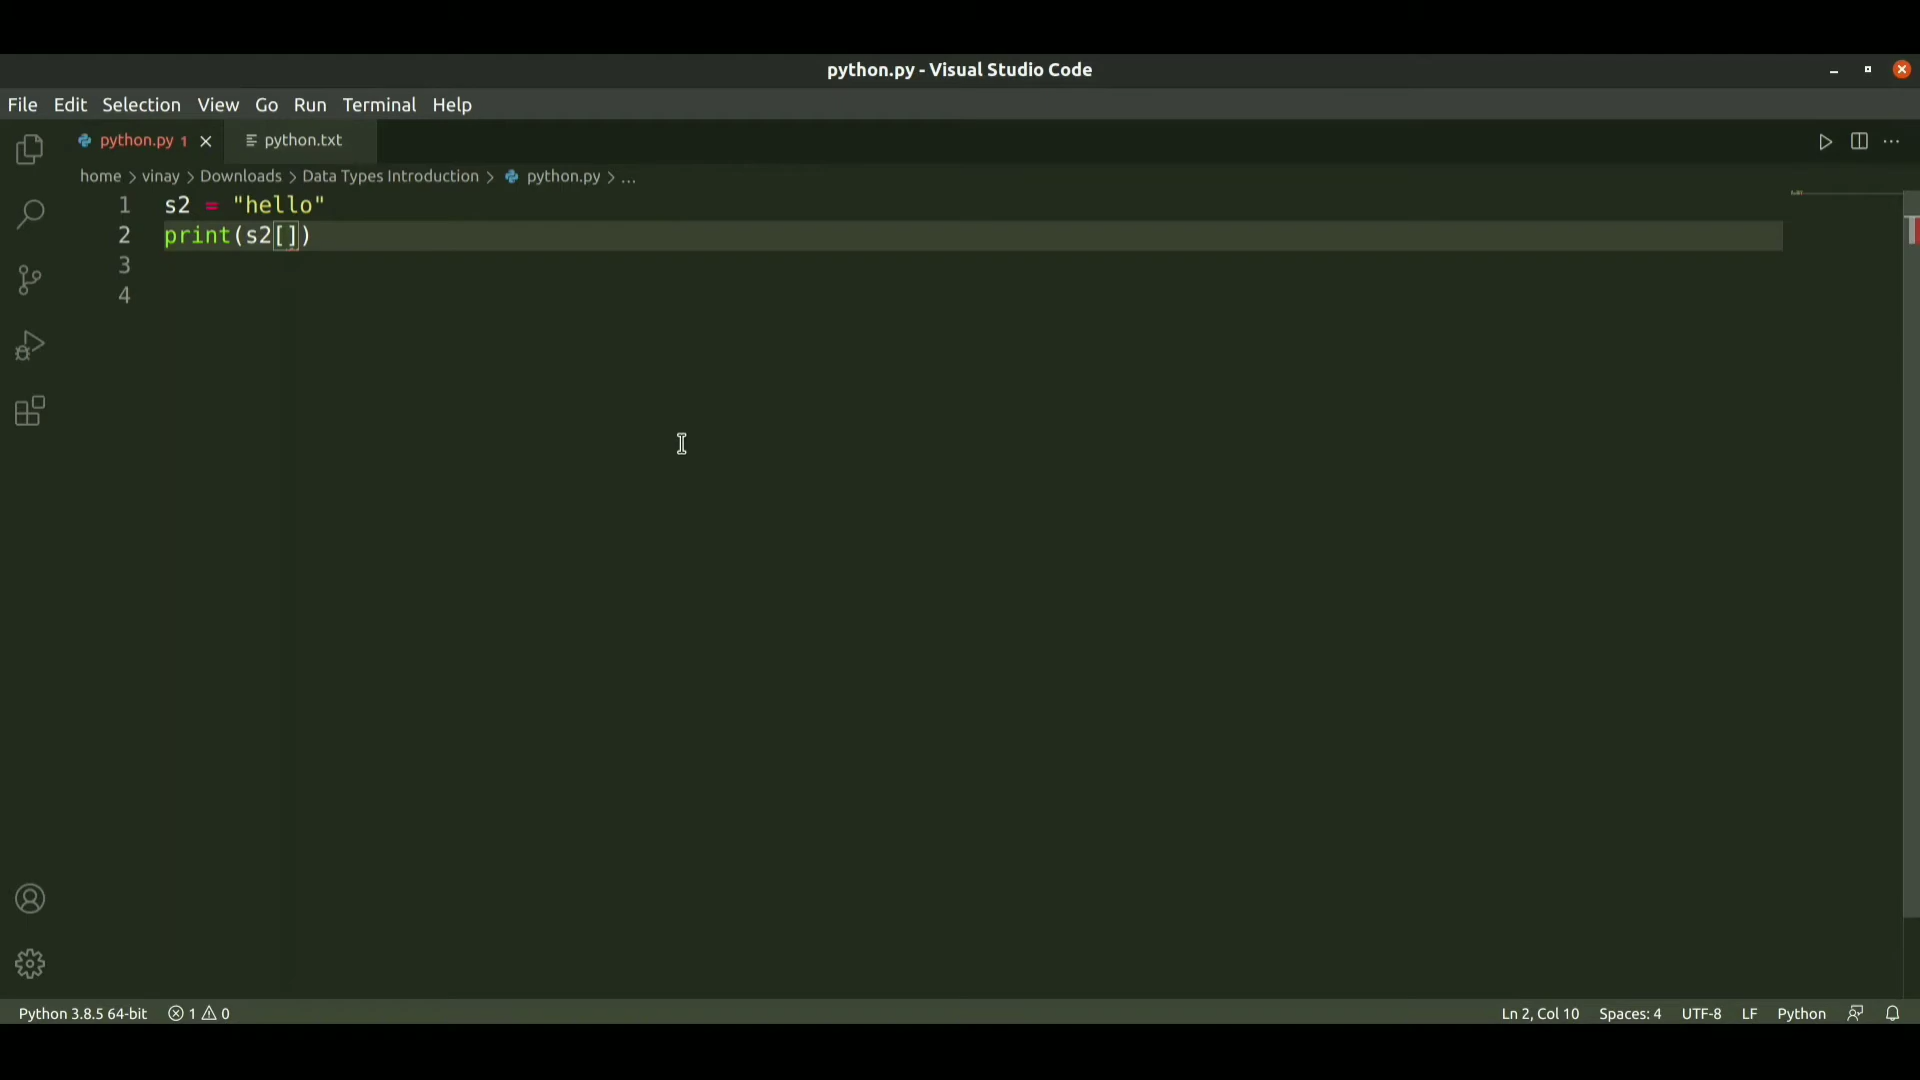 python.py - Visual Studio Code
File Edit Selection View Go Run Terminal Help
python.py 1 python.txt
home > vinay > Downloads > Data Types Introduction > python.py > ...
1 s2 = "hello"
2 print(s2[])
3
4
Python 3.8.5 64-bit 1 0 Ln 2, Col 10 Spaces: 4 UTF-8 LF Python